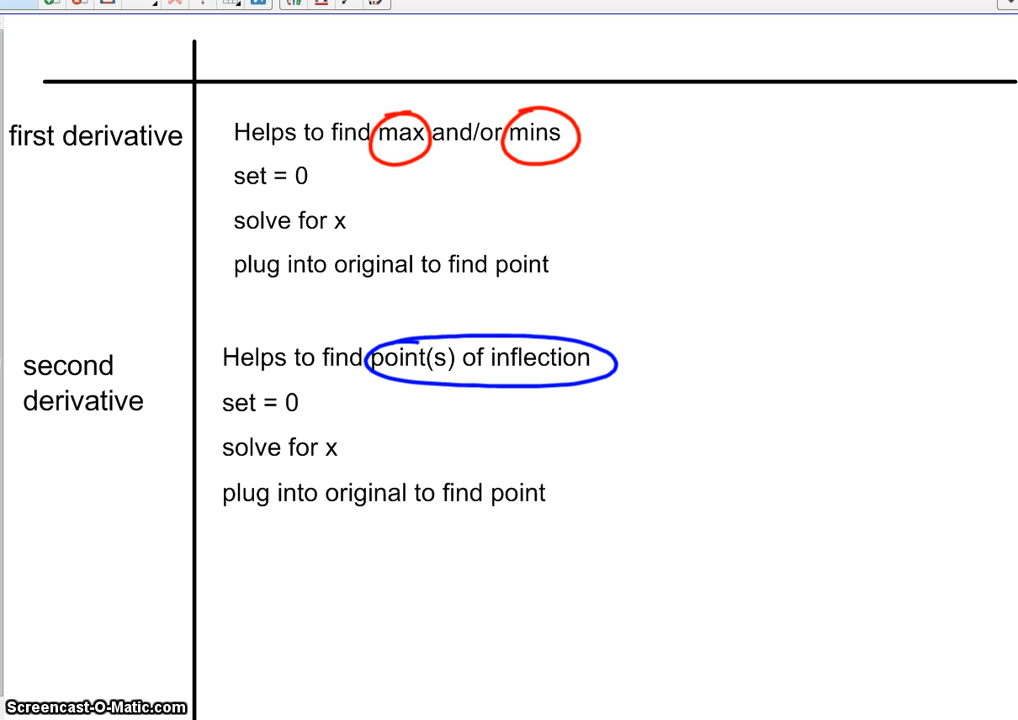 first derivative
Helps to find max and/or mins
set = 0
solve for x
plug into original to find point
second
derivative
Helps to find point(s) of inflection
set = 0
solve for x
plug into original to find point
Screencast-O-Matic.com